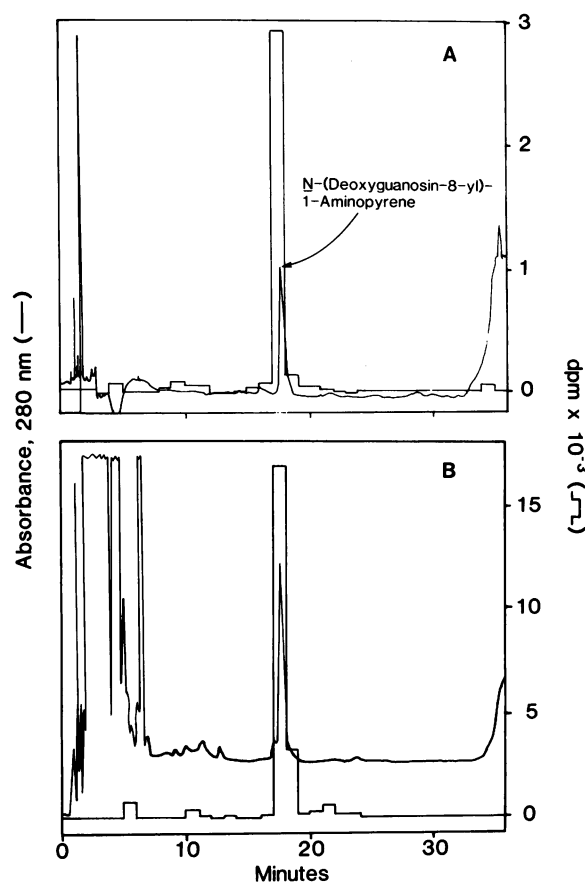 A
3
2
1
0
N-(Deoxyguanosin-8-yl)-
1-Aminopyrene
Absorbance, 280 nm (—)
dpm x 10⁻³ (⎍)
B
15
10
5
0
0
10
20
30
Minutes